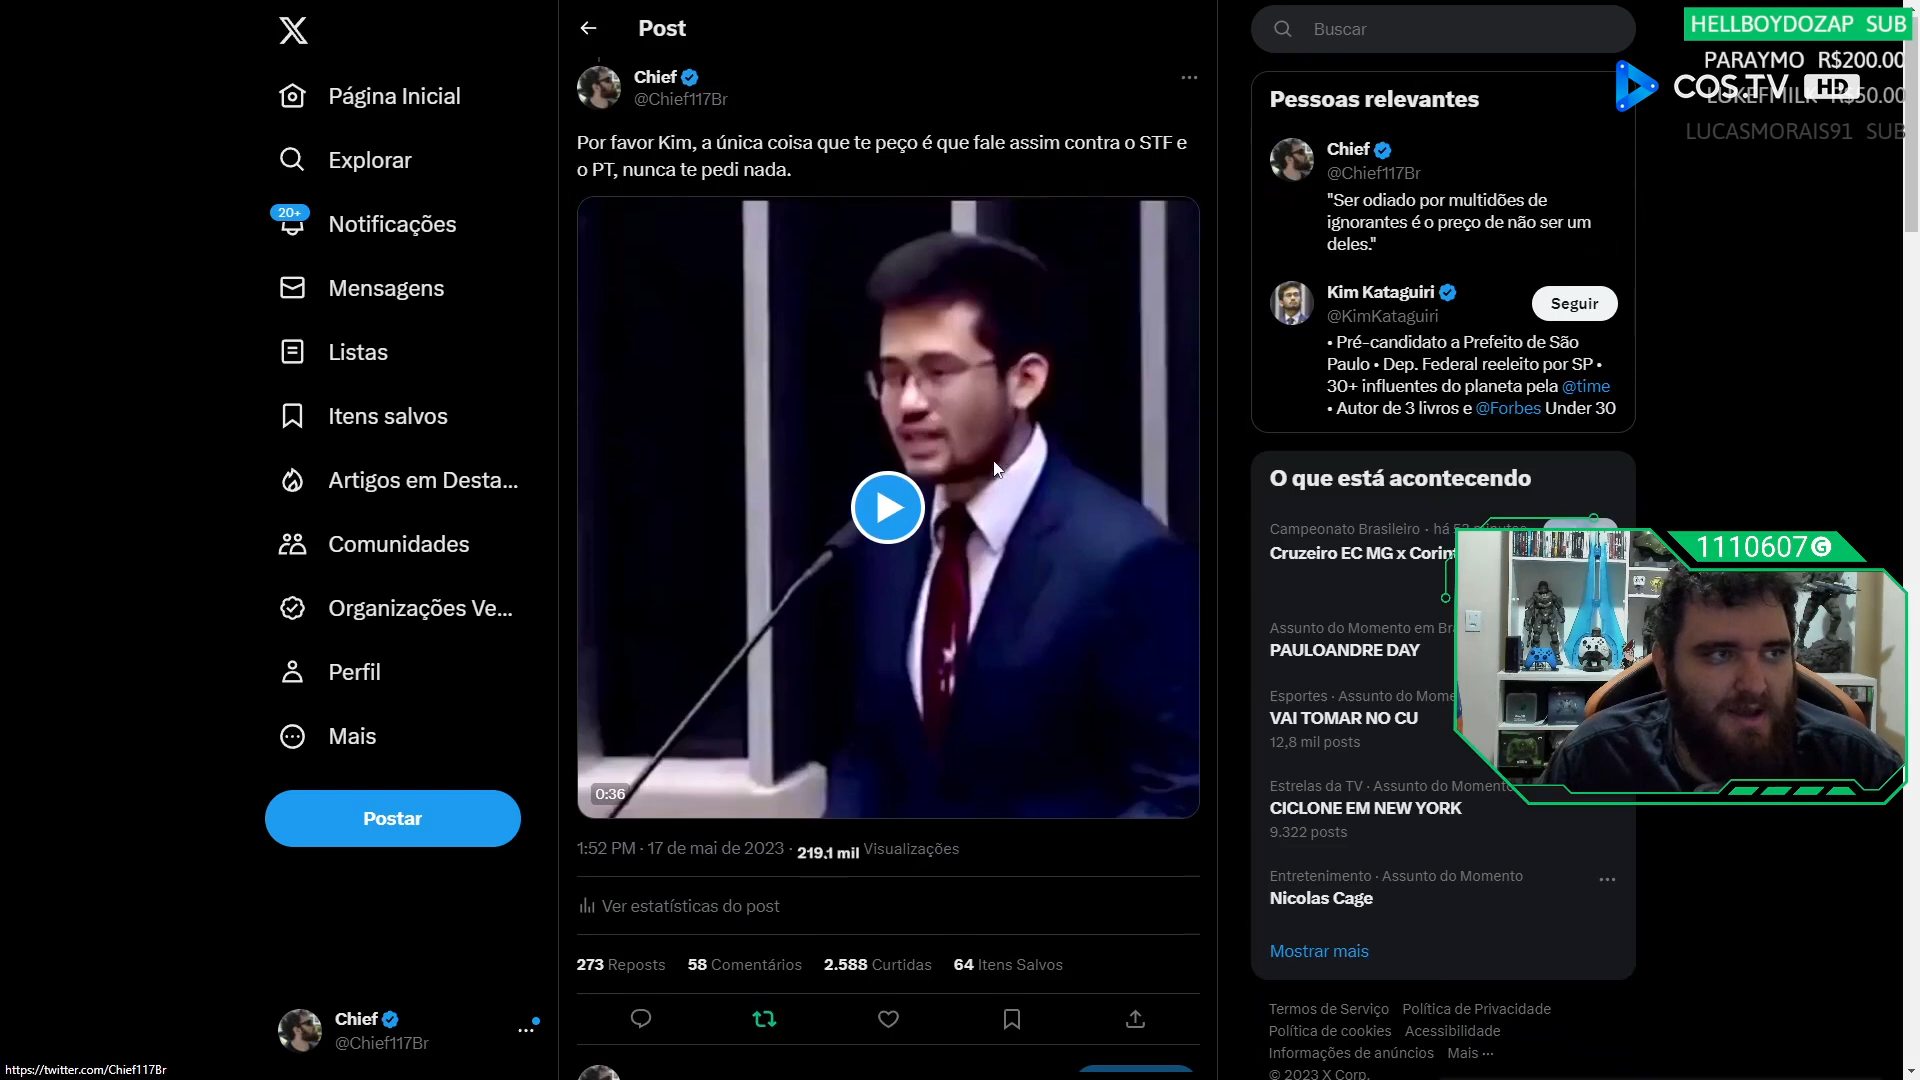 Página Inicial
Explorar
20+
Notificações
Mensagens
Listas
Itens salvos
Artigos em Desta...
Comunidades
Organizações Ve...
Perfil
Mais
Postar
Chief
@Chief117Br
https://twitter.com/Chief117Br
Post
Chief
@Chief117Br
Por favor Kim, a única coisa que te peço é que fale assim contra o STF e
o PT, nunca te pedi nada.
0:36
1:52 PM · 17 de mai de 2023 · 219,1 mil Visualizações
Ver estatísticas do post
273 Reposts 58 Comentários 2.588 Curtidas 64 Itens Salvos
Buscar
Pessoas relevantes
Chief
@Chief117Br
"Ser odiado por multidões de
ignorantes é o preço de não ser um
deles."
Kim Kataguiri
@KimKataguiri
Seguir
• Pré-candidato a Prefeito de São
Paulo • Dep. Federal reeleito por SP •
30+ influentes do planeta pela @time
• Autor de 3 livros e @Forbes Under 30
O que está acontecendo
Campeonato Brasileiro · há 52 minutos
Cruzeiro EC MG x Corin
Assunto do Momento em Br
PAULOANDRE DAY
Esportes · Assunto do Mome
VAI TOMAR NO CU
12,8 mil posts
Estrelas da TV · Assunto do Momento
CICLONE EM NEW YORK
9.322 posts
Entretenimento · Assunto do Momento
Nicolas Cage
Mostrar mais
Termos de Serviço Política de Privacidade
Política de cookies Acessibilidade
Informações de anúncios Mais ···
© 2023 X Corp.
HELLBOYDOZAP SUB
PARAYMO R$200.00
COS.TV HD
LUKEFMILK R$50.00
LUCASMORAIS91 SUB
1110607 G